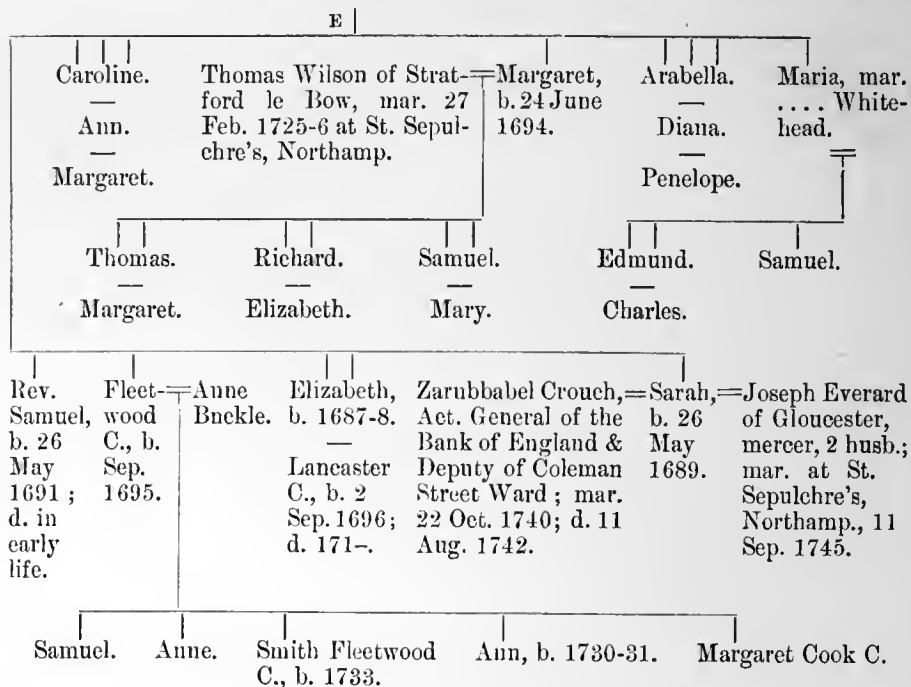 E
Caroline.
—
Ann.
—
Margaret.
Thomas Wilson of Strat-
ford le Bow, mar. 27
Feb. 1725-6 at St. Sepul-
chre's, Northamp.
Margaret,
b. 24 June
1694.
Arabella.
—
Diana.
—
Penelope.
Maria, mar.
.... White-
head.
Thomas.
—
Margaret.
Richard.
—
Elizabeth.
Samuel.
—
Mary.
Edmund.
—
Charles.
Samuel.
Rev.
Samuel,
b. 26
May
1691 ;
d. in
early
life.
Fleet-
wood
C., b.
Sep.
1695.
Anne
Buckle.
Elizabeth,
b. 1687-8.
—
Lancaster
C., b. 2
Sep. 1696;
d. 171-.
Zarubbabel Crouch,
Act. General of the
Bank of England &
Deputy of Coleman
Street Ward ; mar.
22 Oct. 1740; d. 11
Aug. 1742.
Sarah,
b. 26
May
1689.
Joseph Everard
of Gloucester,
mercer, 2 husb.;
mar. at St.
Sepulchre's,
Northamp., 11
Sep. 1745.
Samuel.
Anne.
Smith Fleetwood
C., b. 1733.
Ann, b. 1730-31.
Margaret Cook C.